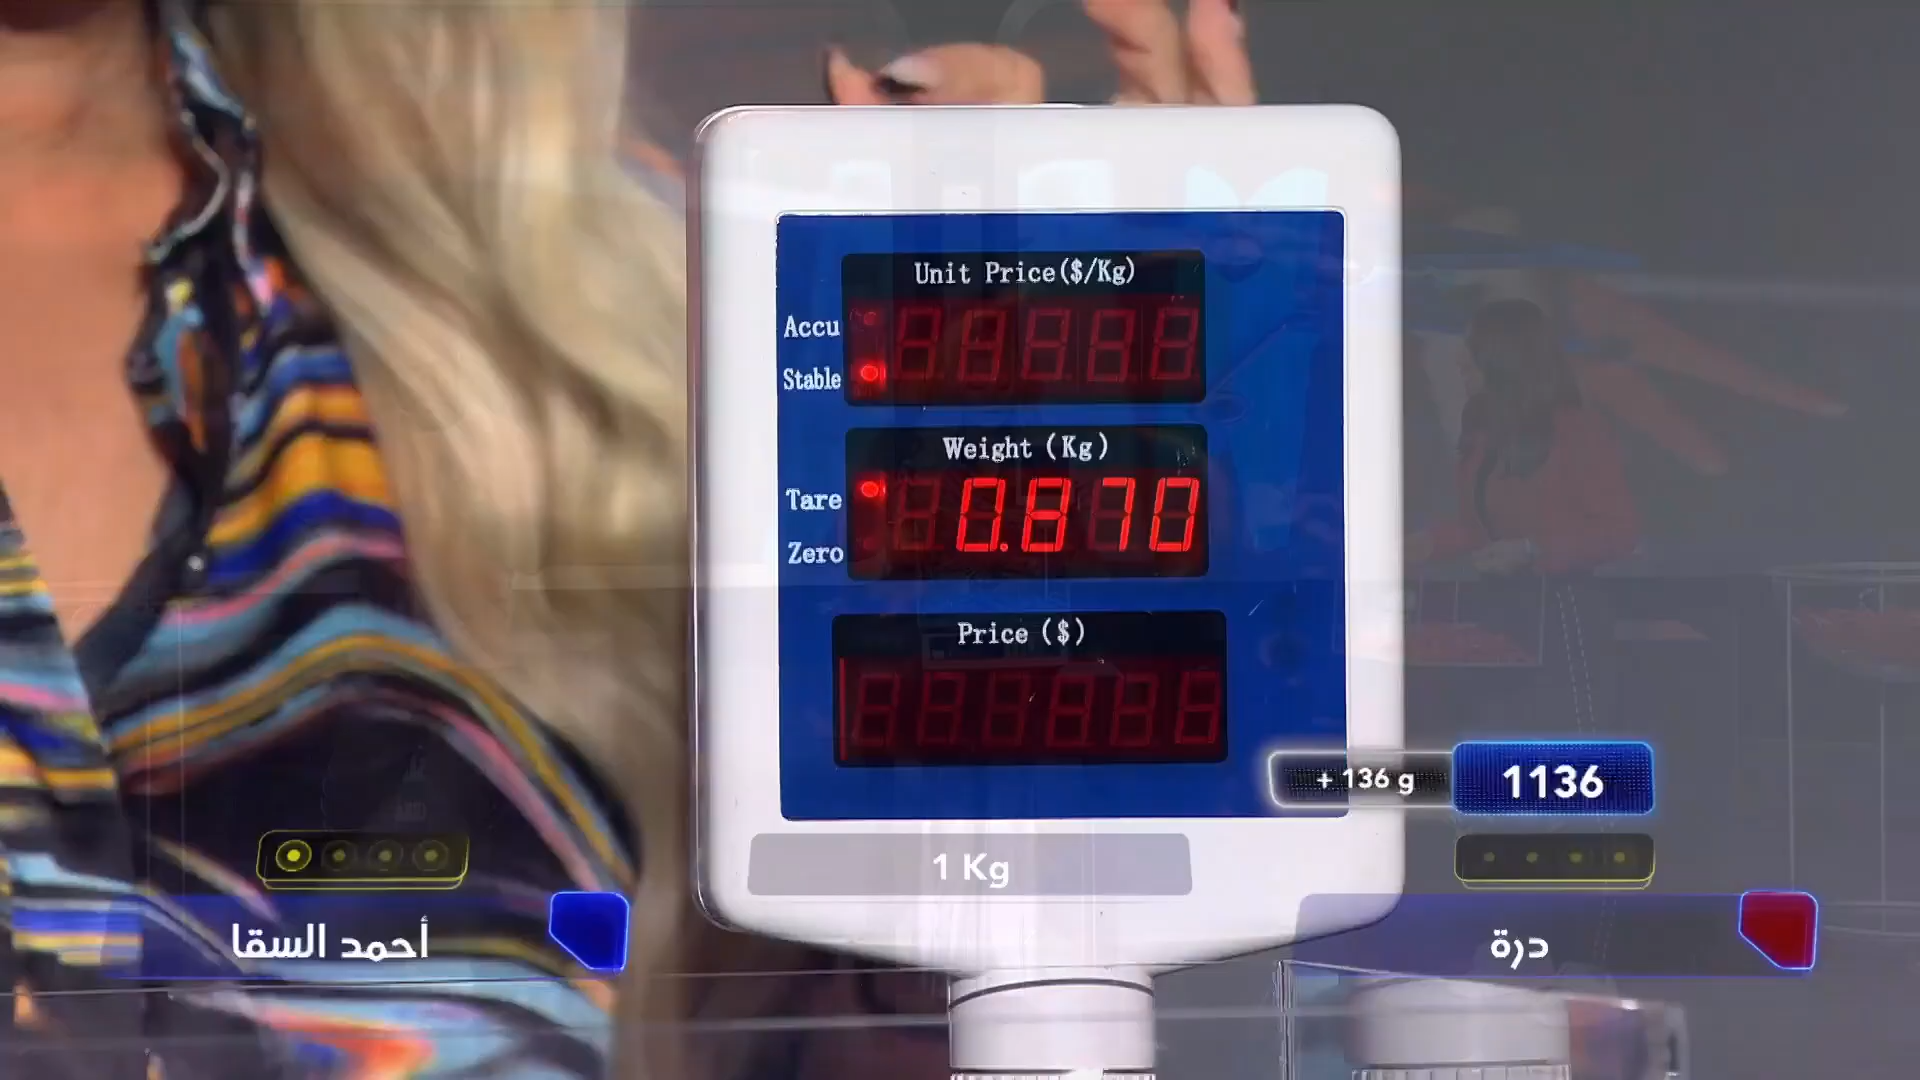 Unit Price($/Kg)
Accu
Stable
Weight (Kg)
Tare
0.870
Zero
Price ($)
+ 136 g
1136
1 Kg
أحمد السقا
درة